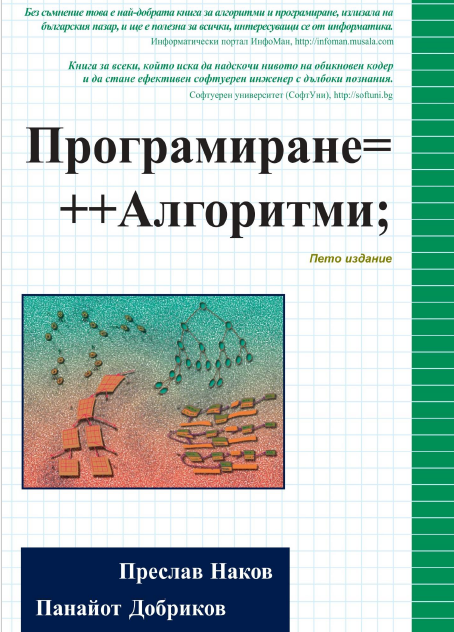 Без съмнение това е най-добрата книга за алгоритми и програмиране, излизала на
българския пазар, и ще е полезна за всички, интересуващи се от информатика.
Информатически портал ИнфоМан, http://infoman.musala.com
Книга за всеки, който иска да надскочи нивото на обикновен кодер
и да стане ефективен софтуерен инженер с дълбоки познания.
Софтуерен университет (СофтУни), http://softuni.bg
Програмиране=
++Алгоритми;
Пето издание
Преслав Наков
Панайот Добриков